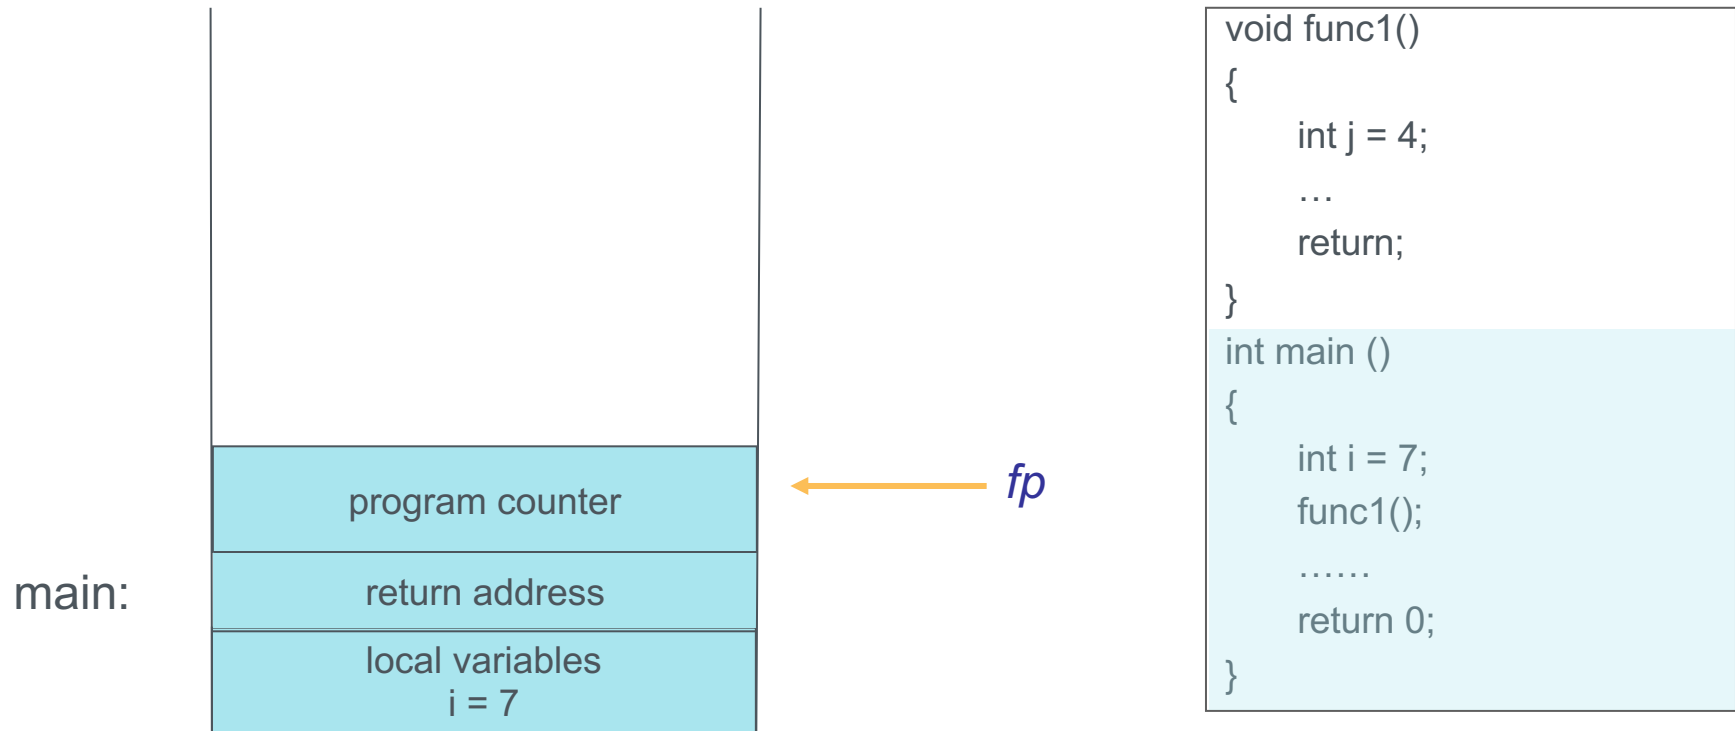 program counter
fp
main:
return address
local variables
i = 7
void func1()
{
int j = 4;
…
return;
}
int main ()
{
int i = 7;
func1();
……
return 0;
}